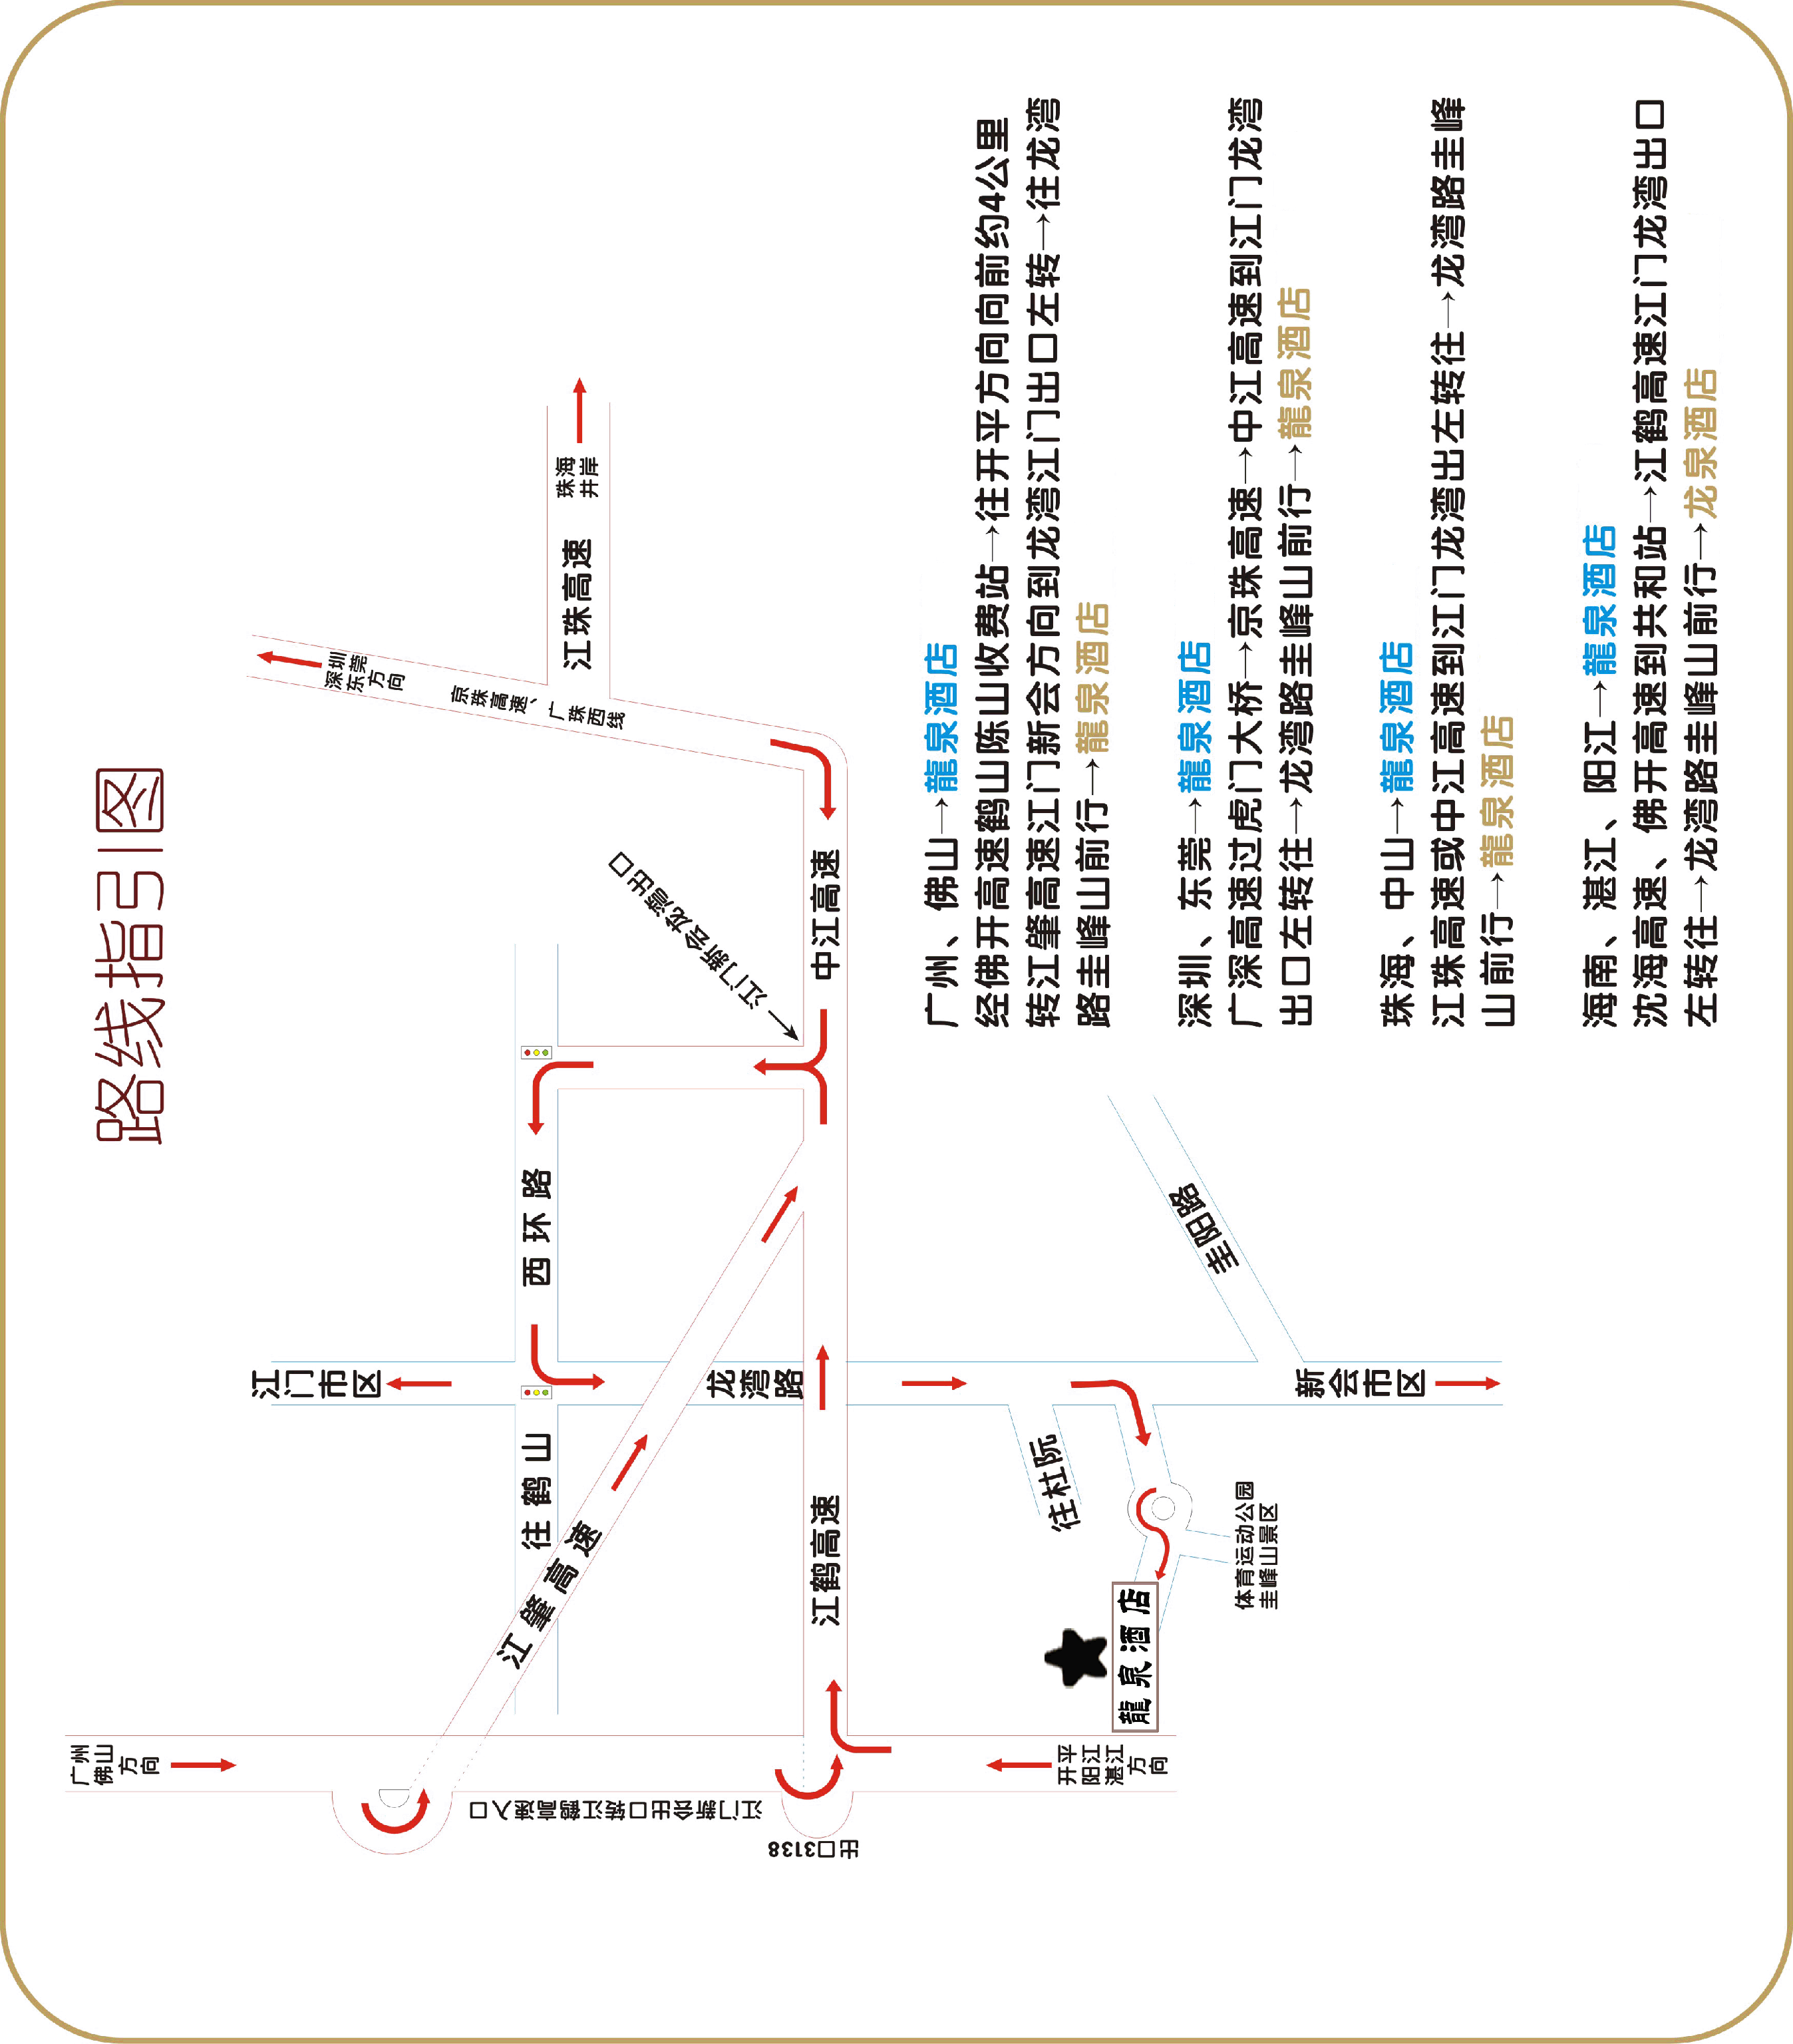 路线指引图
深圳
东莞
方向
京珠高速、广珠西线
江珠高速
珠海
井岸
中江高速
江门新会龙湾出口
西环路
往鹤山
江门市区
龙湾路
新会市区
江肇高速
江鹤高速
圭阳路
往杜际
龍泉酒店
体育运动公园
圭峰山景区
广州
佛山
方向
开平
阳江
湛江
方向
江门新会出口转江鹤高速入口
出口3138
广州、佛山→龍泉酒店
经佛开高速鹤山陈山收费站→往开平方向向前约4公里
转江肇高速江门新会方向到龙湾江门出口左转→往龙湾
路圭峰山前行→龍泉酒店
深圳、东莞→龍泉酒店
广深高速过虎门大桥→京珠高速→中江高速到江门龙湾
出口左转往→龙湾路圭峰山前行→龍泉酒店
珠海、中山→龍泉酒店
江珠高速或中江高速到江门龙湾出左转往→龙湾路圭峰
山前行→龍泉酒店
海南、湛江、阳江→龍泉酒店
沈海高速、佛开高速到共和站→江鹤高速江门龙湾出口
左转往→龙湾路圭峰山前行→龙泉酒店